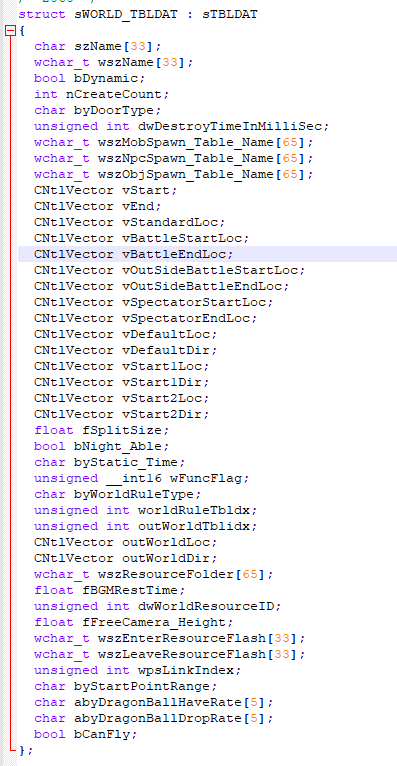 struct sWORLD_TBLDAT : sTBLDAT
{
char szName[33];
wchar_t wszName[33];
bool bDynamic;
int nCreateCount;
char byDoorType;
unsigned int dwDestroyTimeInMilliSec;
wchar_t wszMobSpawn_Table_Name[65];
wchar_t wszNpcSpawn_Table_Name[65];
wchar_t wszObjSpawn_Table_Name[65];
CNtlVector vStart;
CNtlVector vEnd;
CNtlVector vStandardLoc;
CNtlVector vBattleStartLoc;
CNtlVector vBattleEndLoc;
CNtlVector vOutSideBattleStartLoc;
CNtlVector vOutSideBattleEndLoc;
CNtlVector vSpectatorStartLoc;
CNtlVector vSpectatorEndLoc;
CNtlVector vDefaultLoc;
CNtlVector vDefaultDir;
CNtlVector vStart1Loc;
CNtlVector vStart1Dir;
CNtlVector vStart2Loc;
CNtlVector vStart2Dir;
float fSplitSize;
bool bNight_Able;
char byStatic_Time;
unsigned __int16 wFuncFlag;
char byWorldRuleType;
unsigned int worldRuleTbldx;
unsigned int outWorldTblidx;
CNtlVector outWorldLoc;
CNtlVector outWorldDir;
wchar_t wszResourceFolder[65];
float fBGMRestTime;
unsigned int dwWorldResourceID;
float fFreeCamera_Height;
wchar_t wszEnterResourceFlash[33];
wchar_t wszLeaveResourceFlash[33];
unsigned int wpsLinkIndex;
char byStartPointRange;
char abyDragonBallHaveRate[5];
char abyDragonBallDropRate[5];
bool bCanFly;
};